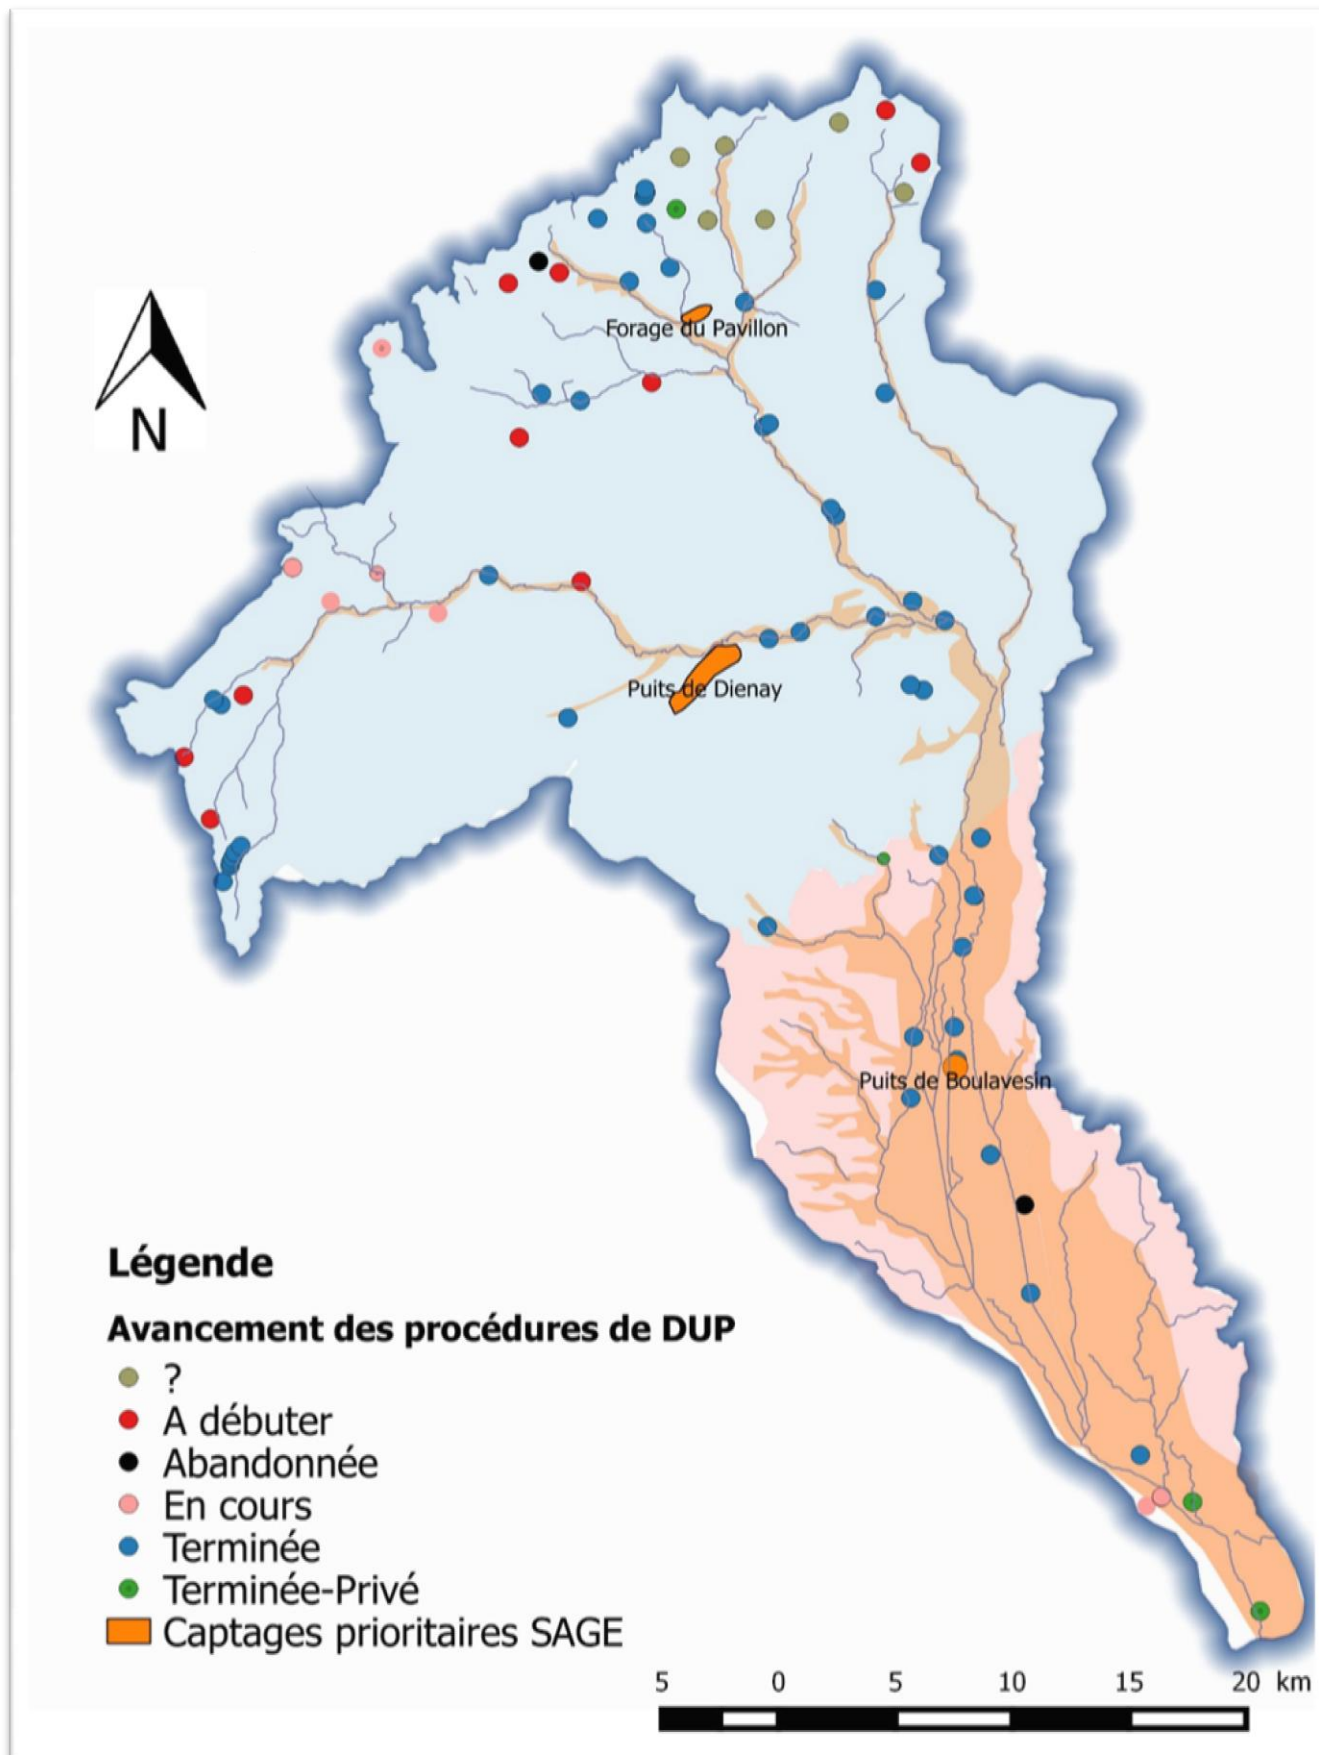 Forage du Pavillon
N
Puits de Dienay
Puits de Boulavesin
Légende
Avancement des procédures de DUP
?
A débuter
Abandonnée
En cours
Terminée
Terminée-Privé
Captages prioritaires SAGE
5 0 5 10 15 20 km